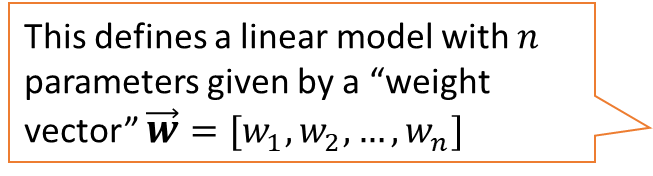 This defines a linear model with n
parameters given by a “weight
vector” w⃗ = [w₁, w₂, …, wₙ]